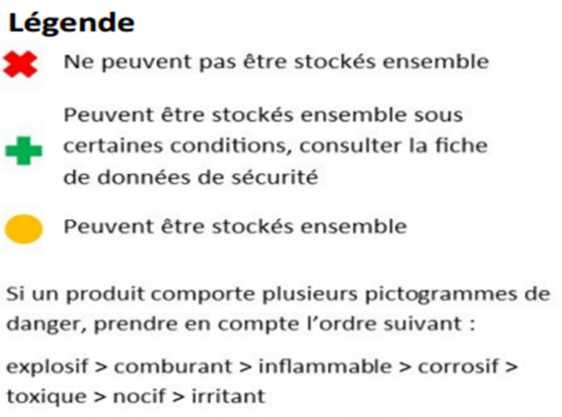 Légende
Ne peuvent pas être stockés ensemble
Peuvent être stockés ensemble sous
certaines conditions, consulter la fiche
de données de sécurité
Peuvent être stockés ensemble
Si un produit comporte plusieurs pictogrammes de
danger, prendre en compte l’ordre suivant :
explosif > comburant > inflammable > corrosif >
toxique > nocif > irritant